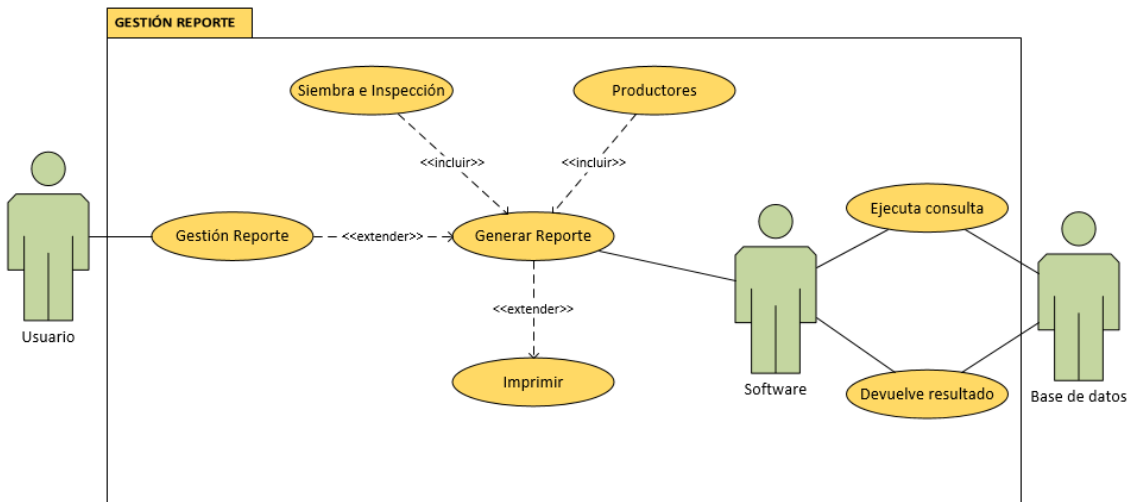 GESTIÓN REPORTE
Siembra e Inspección
Productores
<<incluir>>
<<incluir>>
Ejecuta consulta
Gestión Reporte
<<extender>>
Generar Reporte
<<extender>>
Usuario
Imprimir
Software
Devuelve resultado
Base de datos